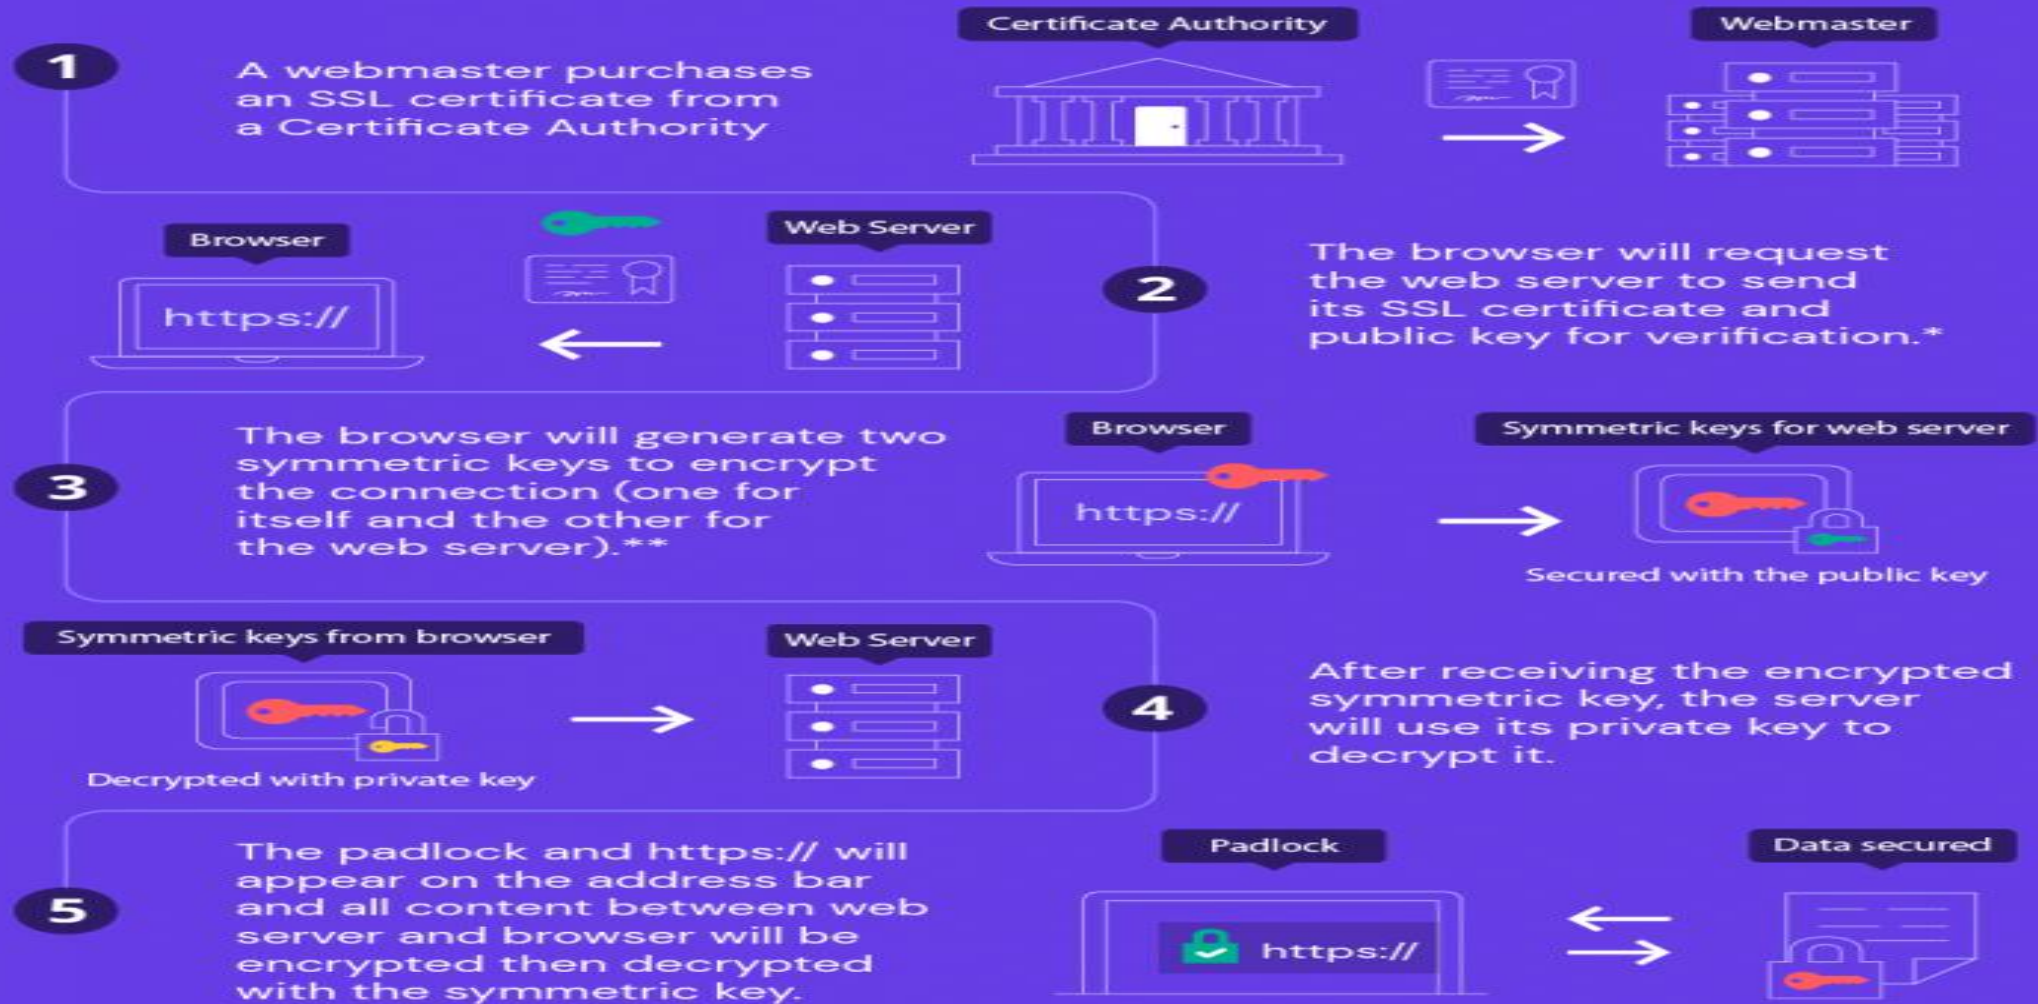 1
A webmaster purchases
an SSL certificate from
a Certificate Authority
Certificate Authority
Webmaster
Browser
https://
Web Server
2
The browser will request
the web server to send
its SSL certificate and
public key for verification.*
3
The browser will generate two
symmetric keys to encrypt
the connection (one for
itself and the other for
the web server).**
Browser
https://
Symmetric keys for web server
Secured with the public key
Symmetric keys from browser
Decrypted with private key
Web Server
4
After receiving the encrypted
symmetric key, the server
will use its private key to
decrypt it.
5
The padlock and https:// will
appear on the address bar
and all content between web
server and browser will be
encrypted then decrypted
with the symmetric key.
Padlock
https://
Data secured